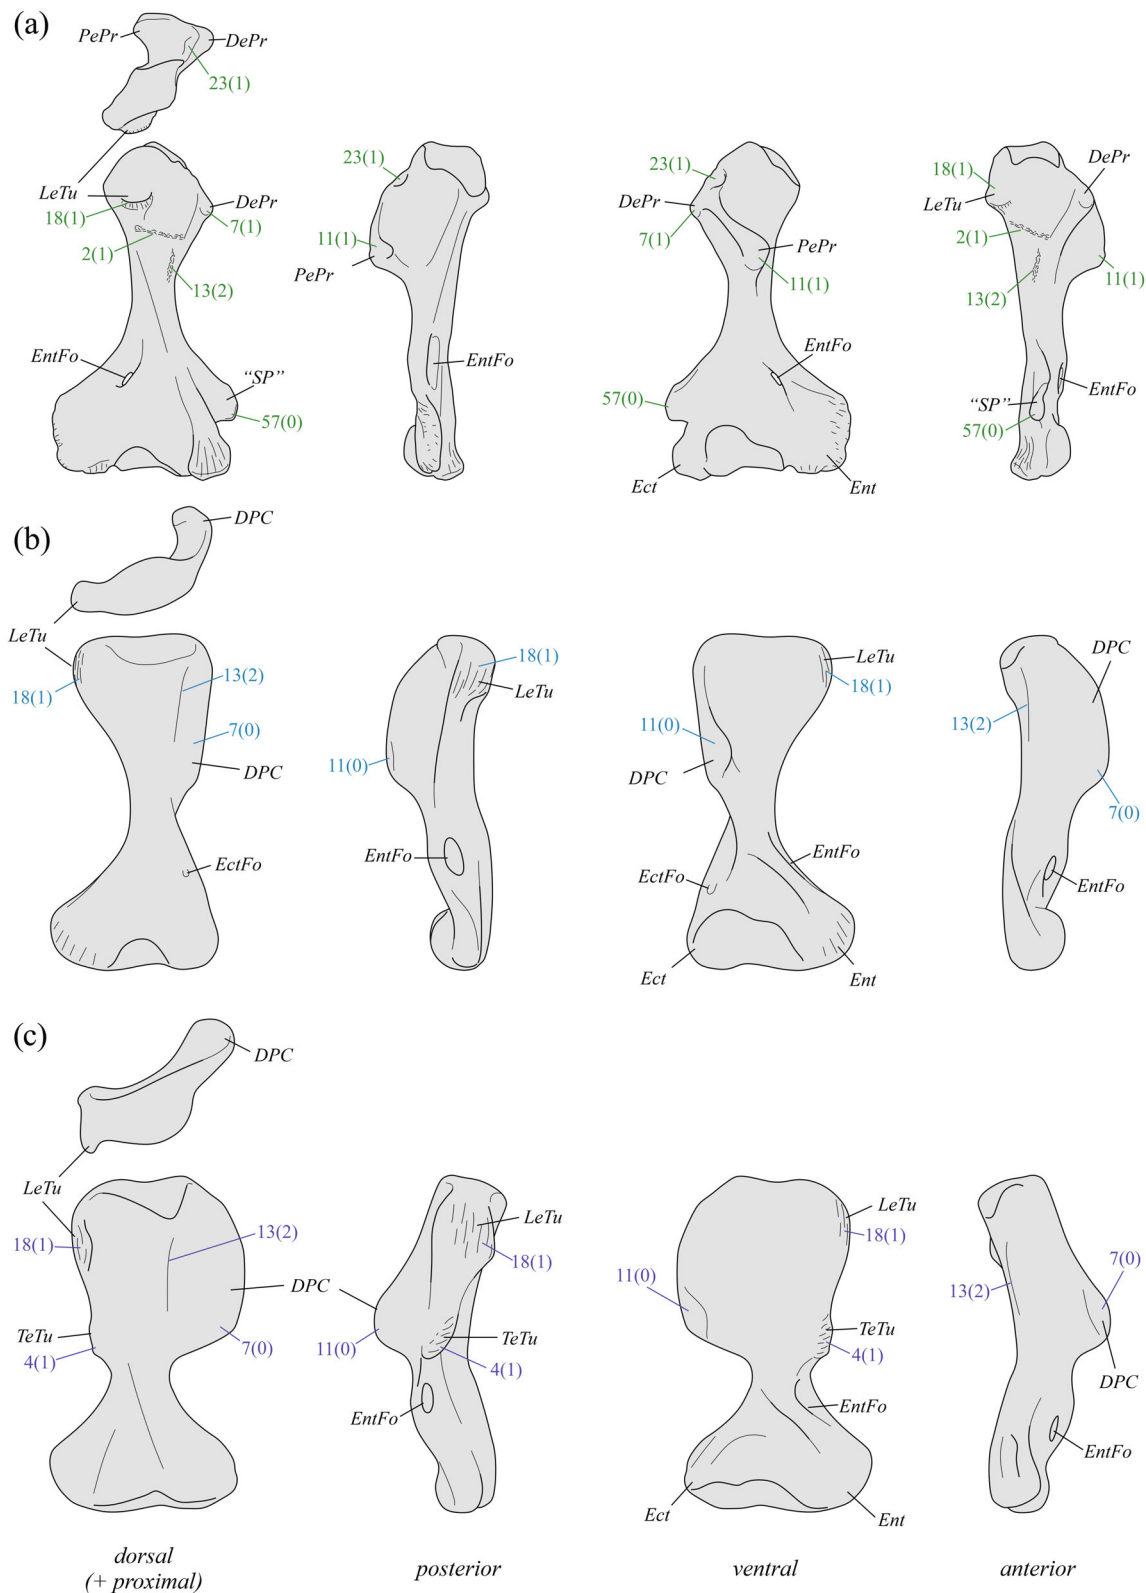 (a)
PePr
DePr
23(1)
LeTu
18(1)
2(1)
DePr
7(1)
13(2)
EntFo
“SP”
57(0)
23(1)
11(1)
PePr
EntFo
23(1)
DePr
7(1)
PePr
11(1)
EntFo
57(0)
Ect
Ent
18(1)
LeTu
DePr
2(1)
13(2)
11(1)
EntFo
“SP”
57(0)
(b)
DPC
LeTu
18(1)
13(2)
7(0)
DPC
EctFo
18(1)
LeTu
11(0)
EntFo
LeTu
18(1)
11(0)
DPC
EntFo
EctFo
Ect
Ent
DPC
13(2)
7(0)
EntFo
(c)
DPC
LeTu
18(1)
13(2)
DPC
TeTu
4(1)
7(0)
LeTu
18(1)
11(0)
TeTu
4(1)
EntFo
LeTu
18(1)
11(0)
TeTu
4(1)
EntFo
Ect
Ent
7(0)
13(2)
DPC
EntFo
dorsal
(+ proximal)
posterior
ventral
anterior